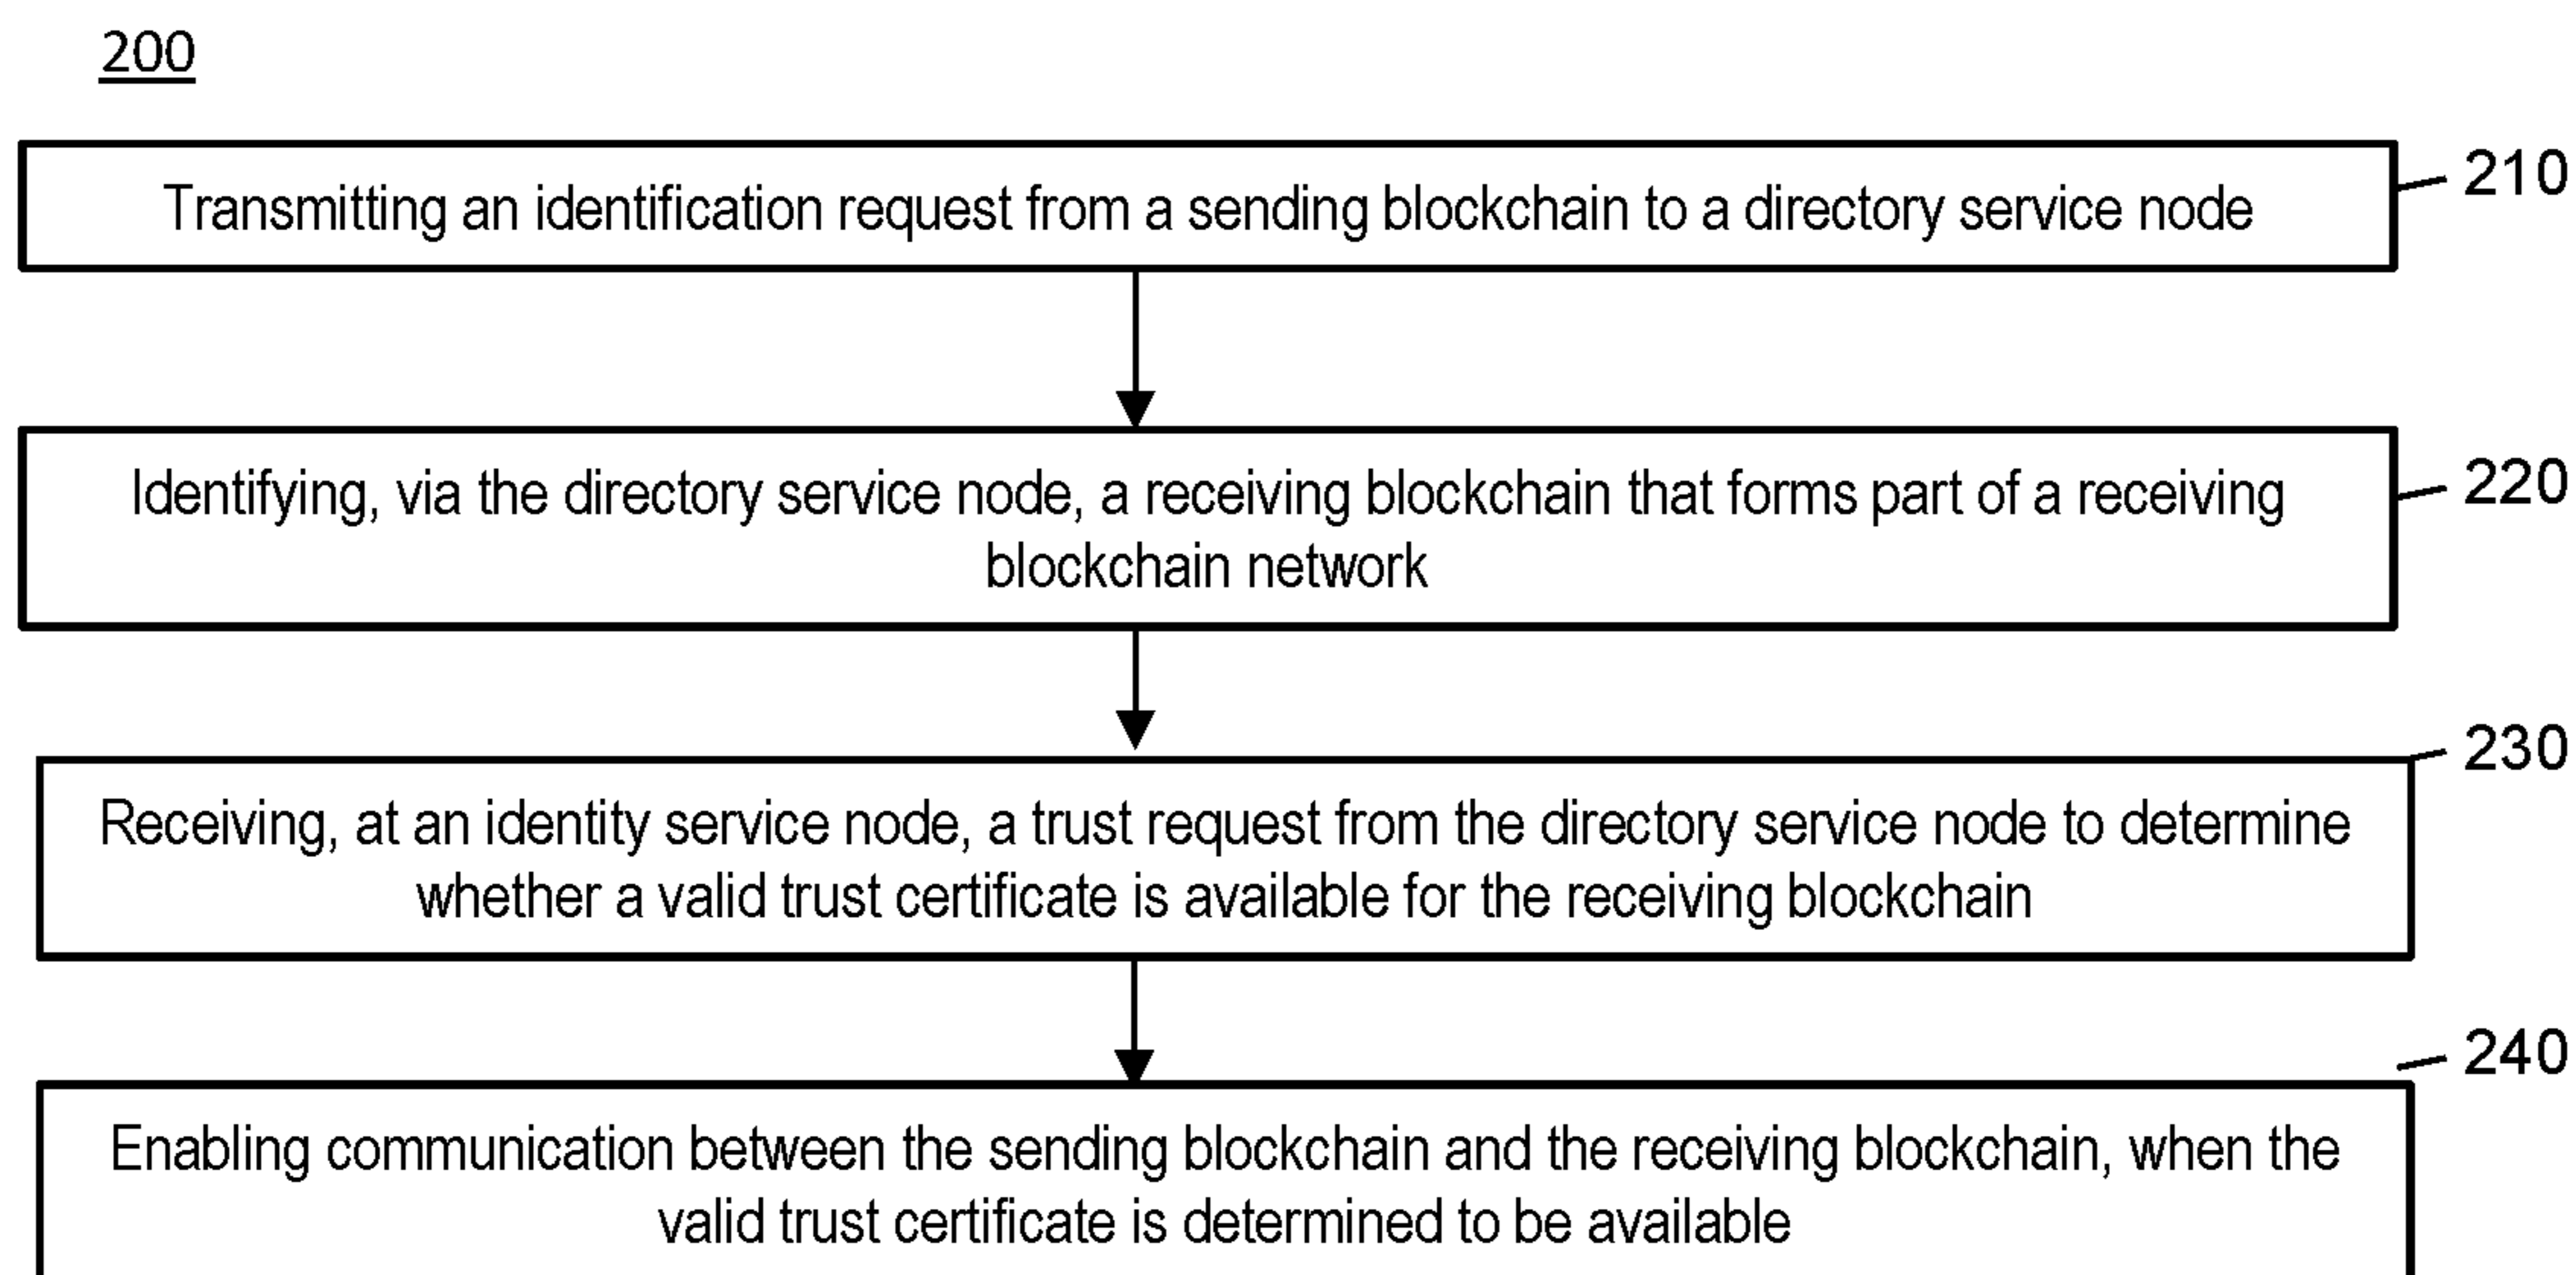 200
210
Transmitting an identification request from a sending blockchain to a directory service node
220
Identifying, via the directory service node, a receiving blockchain that forms part of a receiving
blockchain network
230
Receiving, at an identity service node, a trust request from the directory service node to determine
whether a valid trust certificate is available for the receiving blockchain
240
Enabling communication between the sending blockchain and the receiving blockchain, when the
valid trust certificate is determined to be available